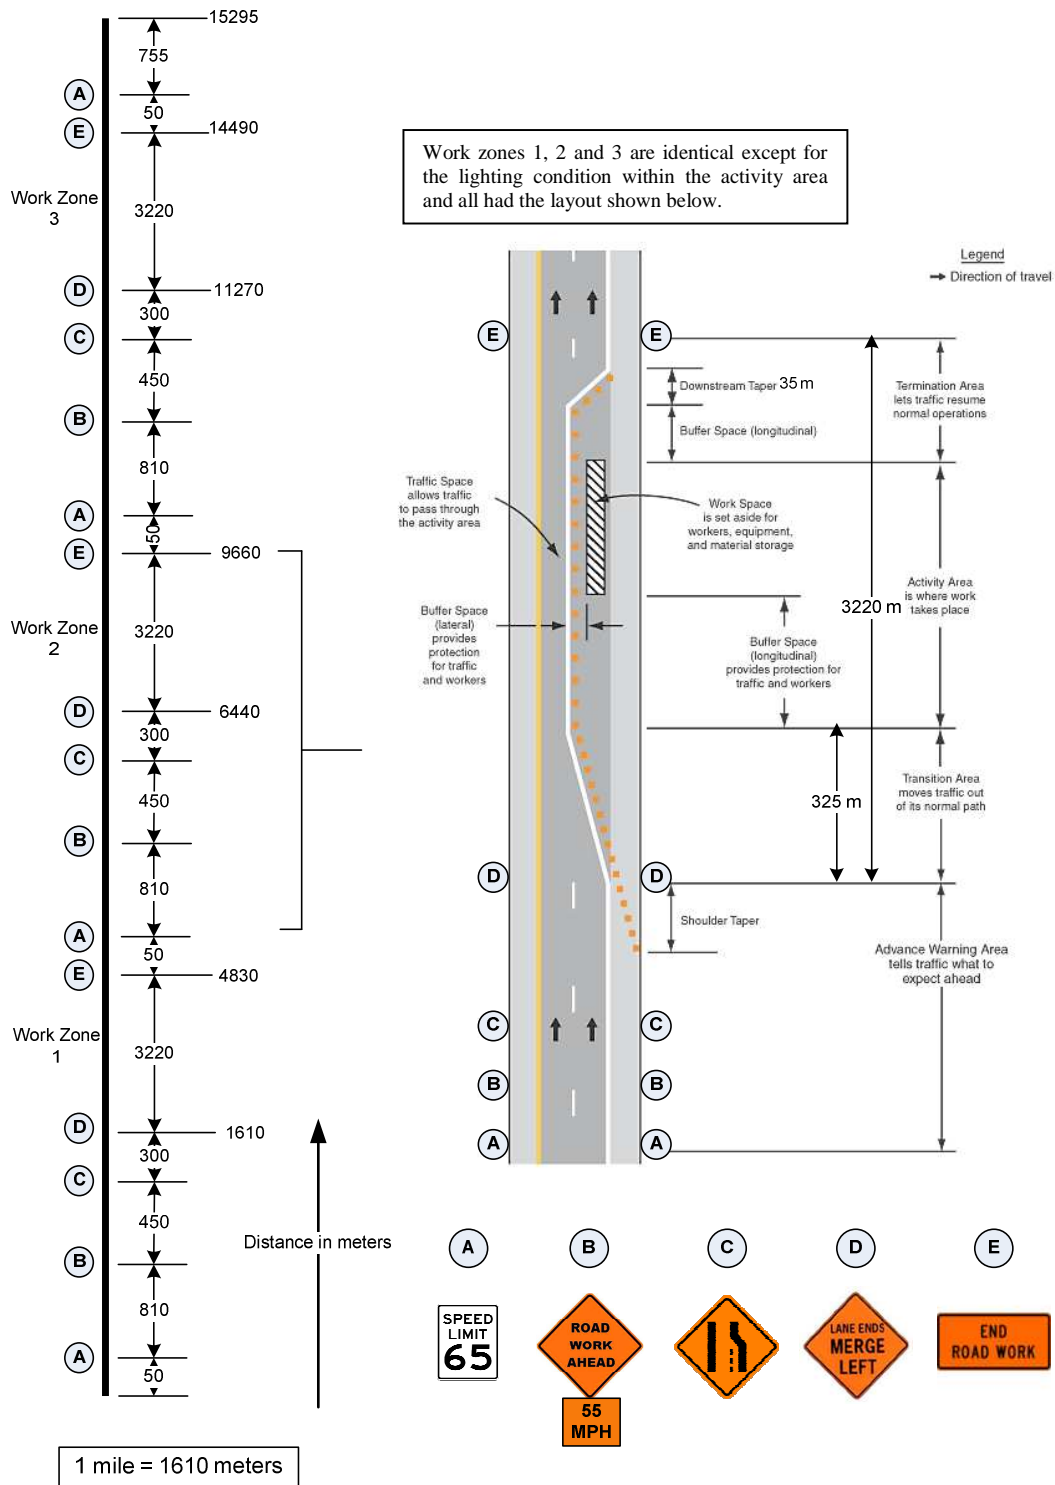 15295
755
A
50
E
14490
Work Zone
3
3220
D
11270
300
C
450
B
810
A
50
E
9660
Work Zone
2
3220
D
6440
300
C
450
B
810
A
50
E
4830
Work Zone
1
3220
D
1610
300
C
450
B
810
A
50
Distance in meters
1 mile = 1610 meters
Work zones 1, 2 and 3 are identical except for
the lighting condition within the activity area
and all had the layout shown below.
Legend
Direction of travel
E
E
Downstream Taper 35 m
Buffer Space (longitudinal)
Termination Area
lets traffic resume
normal operations
Traffic Space
allows traffic
to pass through
the activity area
Work Space
is set aside for
workers, equipment,
and material storage
Activity Area
is where work
takes place
3220 m
Buffer Space
(lateral)
provides
protection
for traffic
and workers
Buffer Space
(longitudinal)
provides protection for
traffic and workers
Transition Area
moves traffic out
of its normal path
325 m
D
D
Shoulder Taper
Advance Warning Area
tells traffic what to
expect ahead
C
C
B
B
A
A
A
B
C
D
E
SPEED
LIMIT
65
ROAD
WORK
AHEAD
55
MPH
LANE ENDS
MERGE
LEFT
END
ROAD WORK